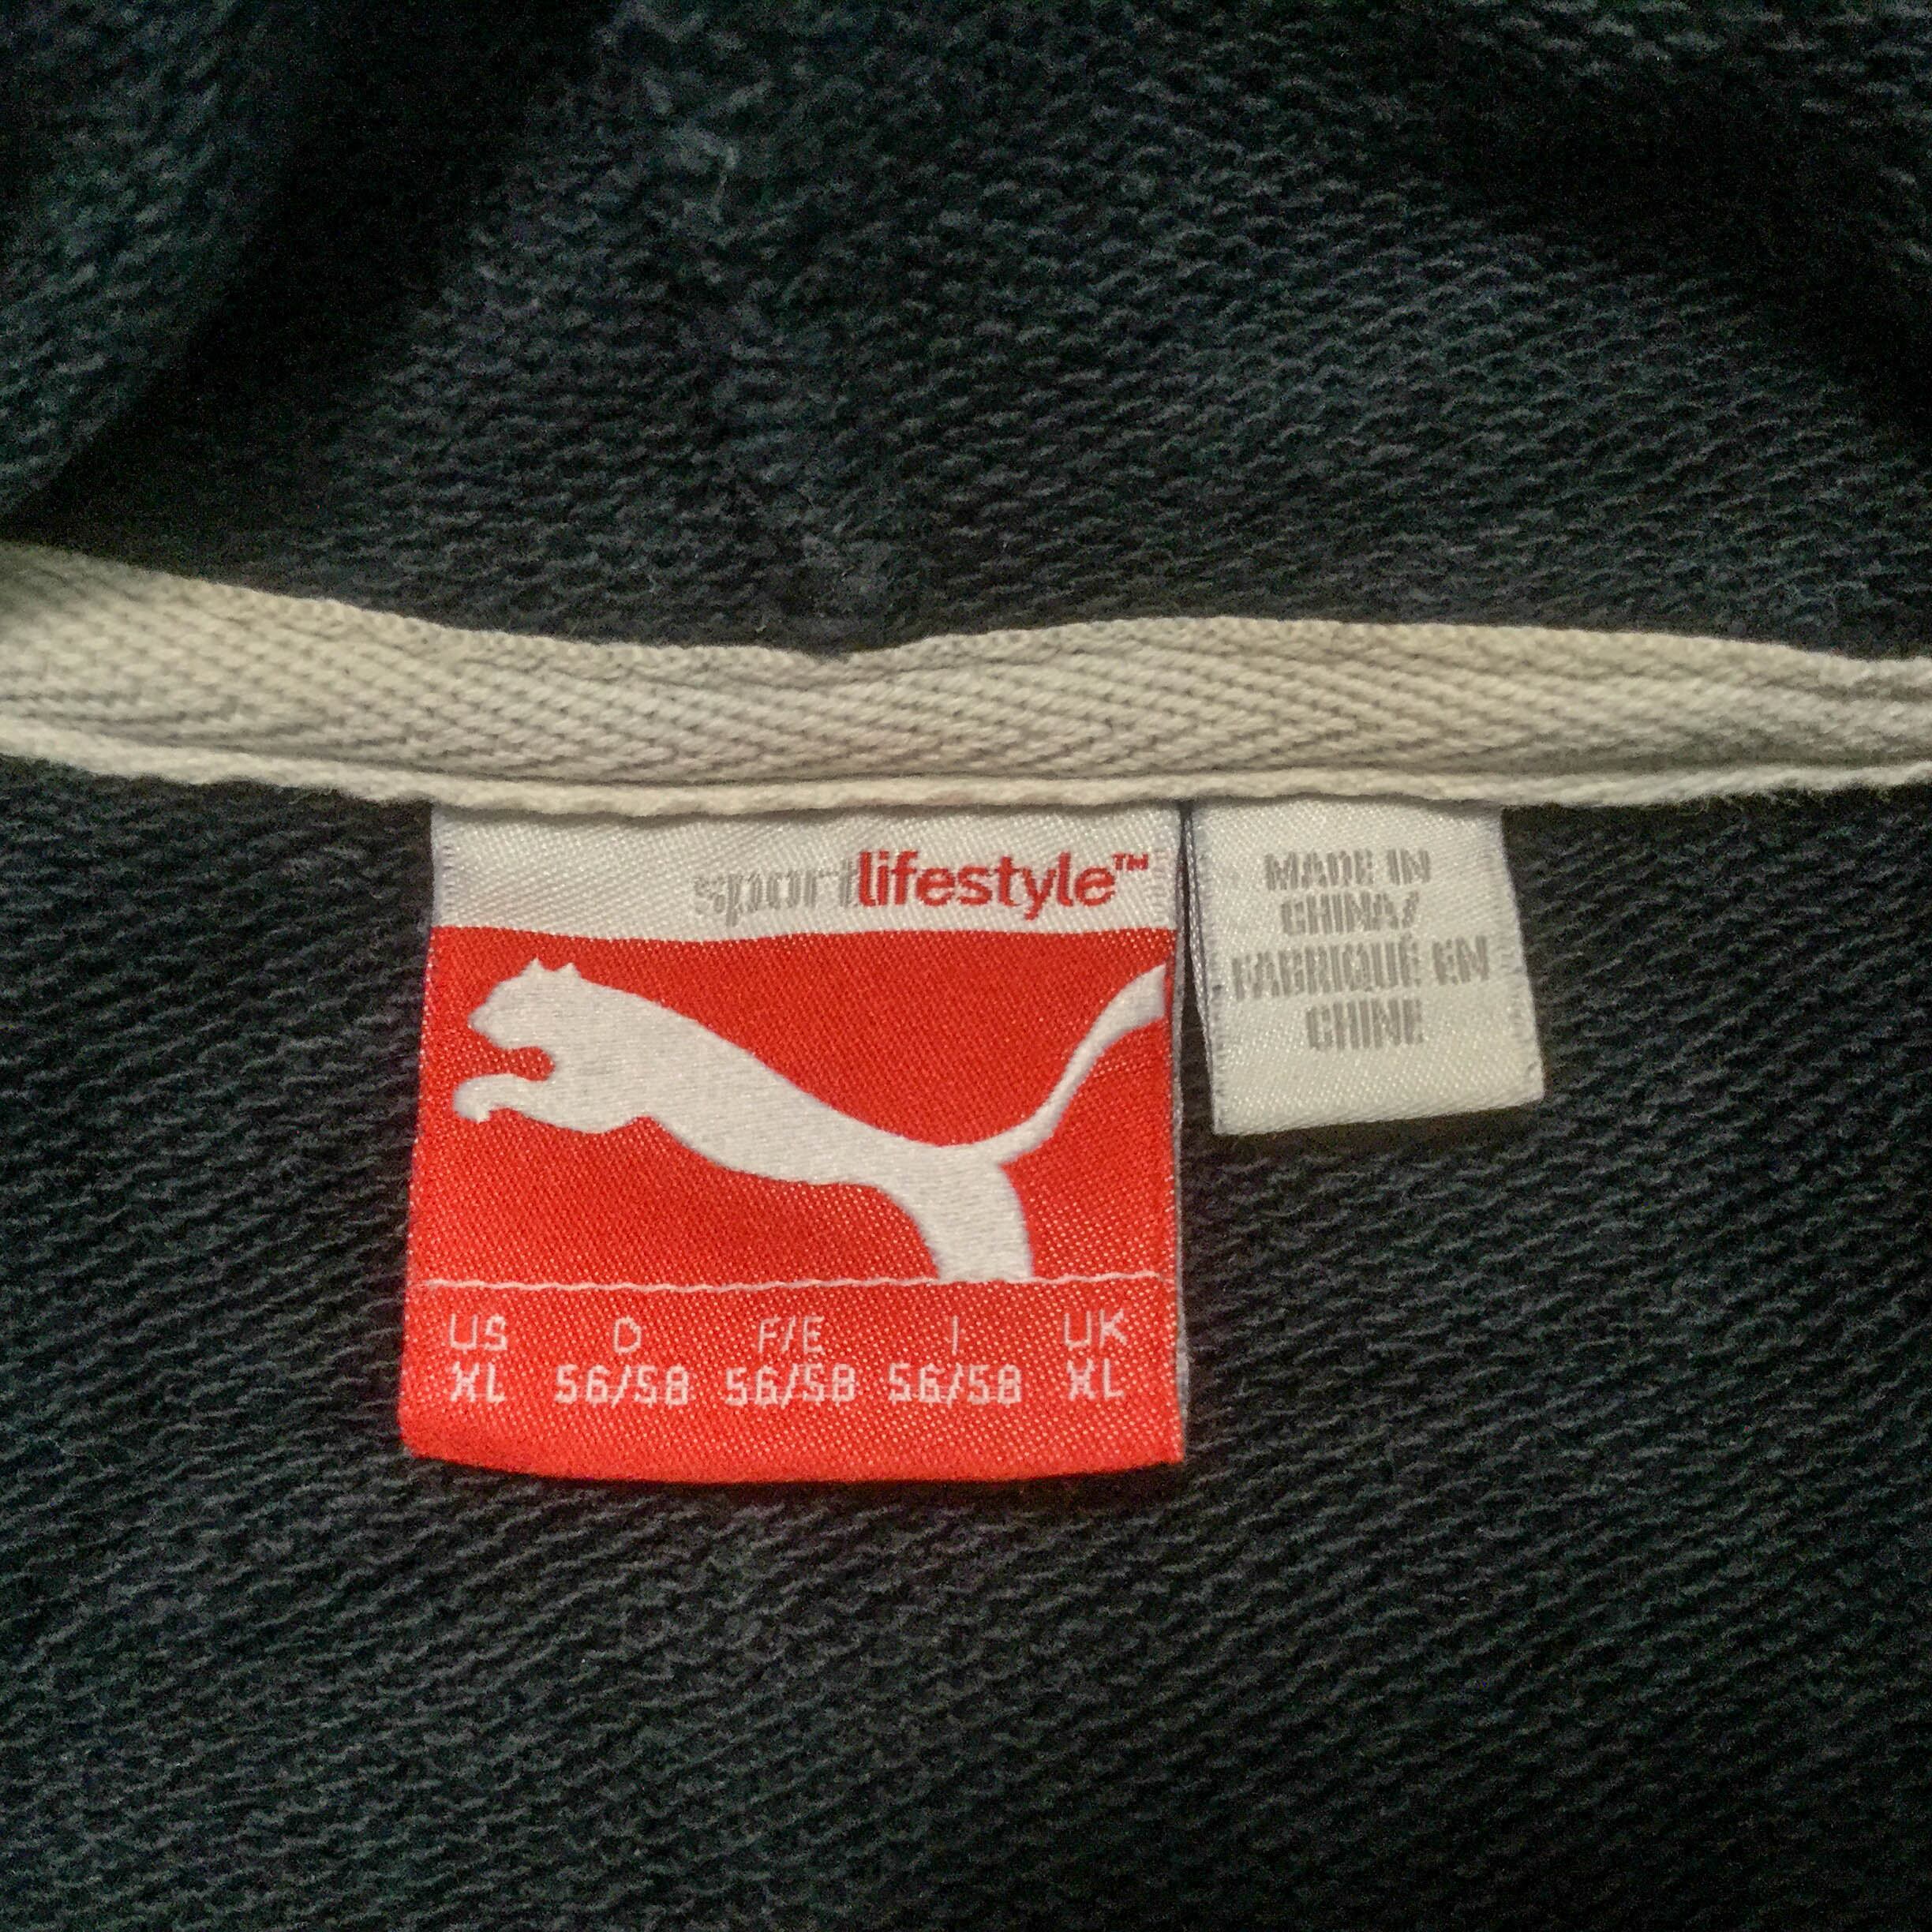 sportlifestyle™
US D F/E I UK
XL 56/58 56/58 56/58 XL
MADE IN
CHINA/
FABRIQUÉ EN
CHINE